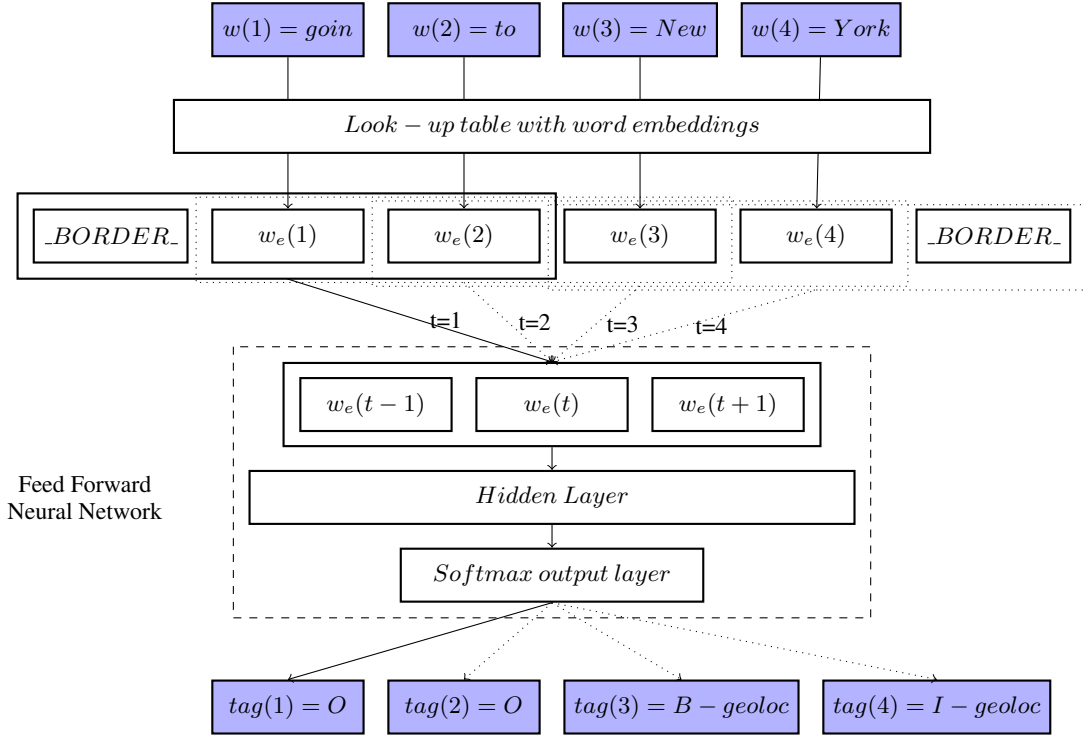 w(1) = goin w(2) = to w(3) = New w(4) = York
Look − up table with word embeddings
_BORDER_ w_e(1) w_e(2) w_e(3) w_e(4) _BORDER_
t=1 t=2 t=3 t=4
w_e(t − 1) w_e(t) w_e(t + 1)
Feed Forward
Neural Network
Hidden Layer
Softmax output layer
tag(1) = O tag(2) = O tag(3) = B − geoloc tag(4) = I − geoloc